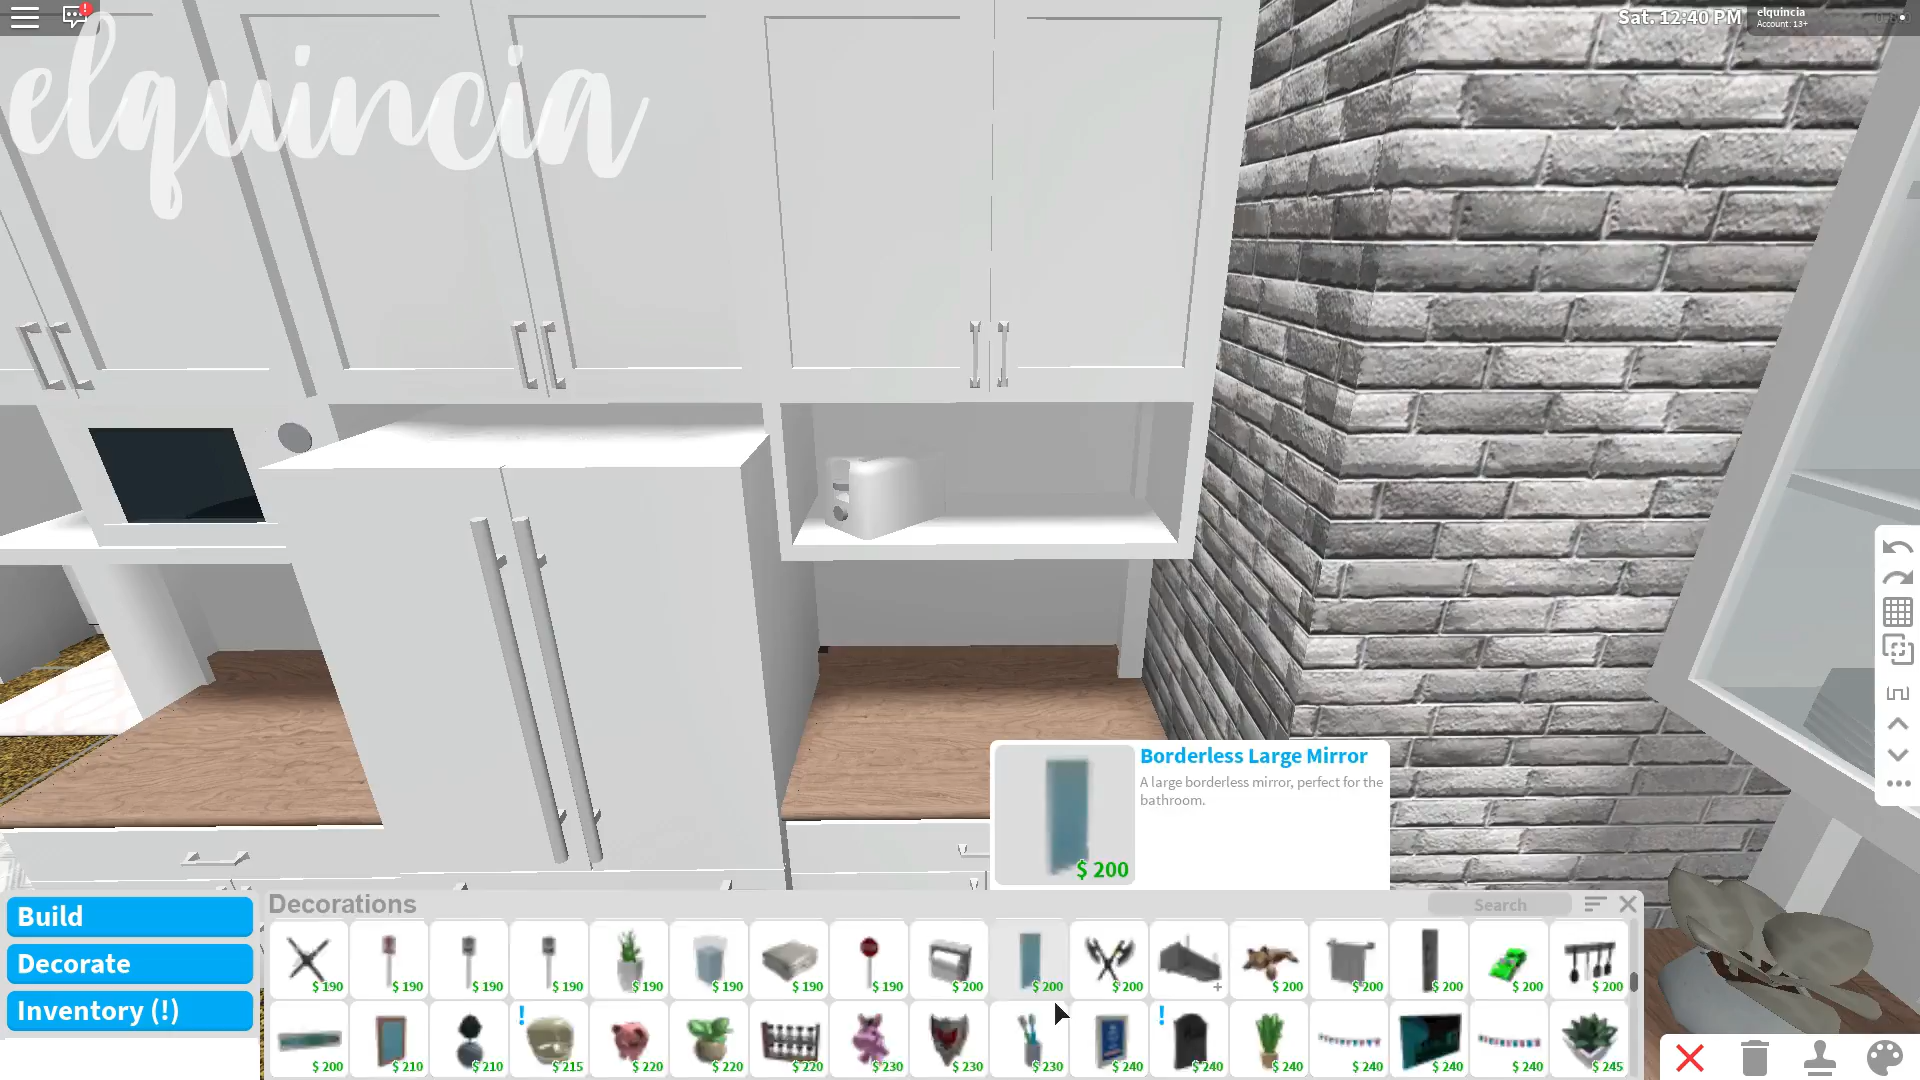 Sat. 12:40 PM
elquincia
Account: 13+
elquincia
Borderless Large Mirror
A large borderless mirror, perfect for the
bathroom.
$ 200
Build
Decorate
Inventory (!)
Decorations
Search
$ 190
$ 190
$ 190
$ 190
$ 190
$ 190
$ 190
$ 190
$ 200
$ 200
$ 200
+
$ 200
$ 200
$ 200
$ 200
$ 200
$ 200
$ 210
$ 210
! $ 215
$ 220
$ 220
$ 220
$ 230
$ 230
$ 230
$ 240
! $ 240
$ 240
$ 240
$ 240
$ 240
$ 245